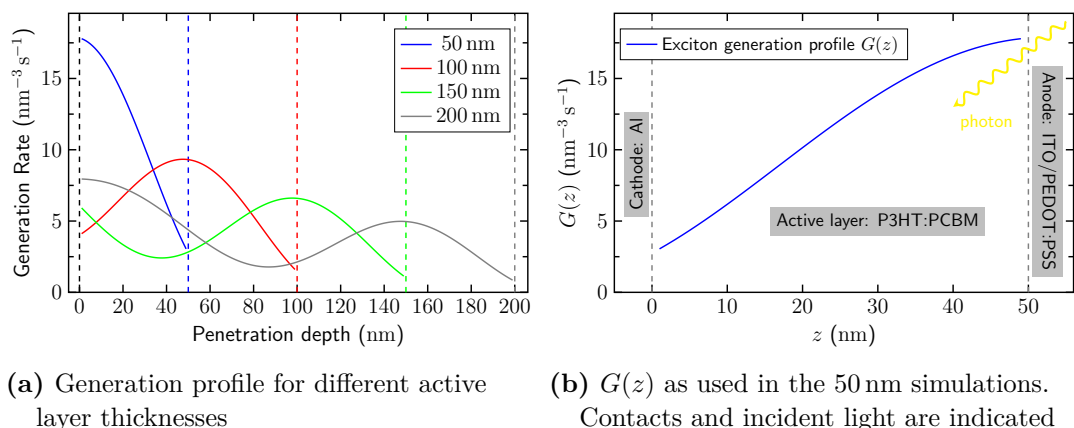 50 nm
100 nm
150 nm
200 nm
Generation Rate (nm⁻³ s⁻¹)
0
5
10
15
0 20 40 60 80 100 120 140 160 180 200
Penetration depth (nm)
Exciton generation profile G(z)
G(z) (nm⁻³ s⁻¹)
0
5
10
15
Cathode: Al
photon
Active layer: P3HT:PCBM
Anode: ITO/PEDOT:PSS
0 10 20 30 40 50
z (nm)
(a) Generation profile for different active
layer thicknesses
(b) G(z) as used in the 50 nm simulations.
Contacts and incident light are indicated